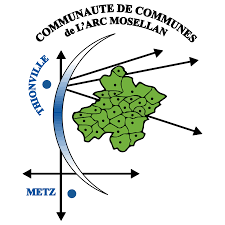 COMMUNAUTE DE COMMUNES
de L'ARC MOSELLAN
THIONVILLE
METZ